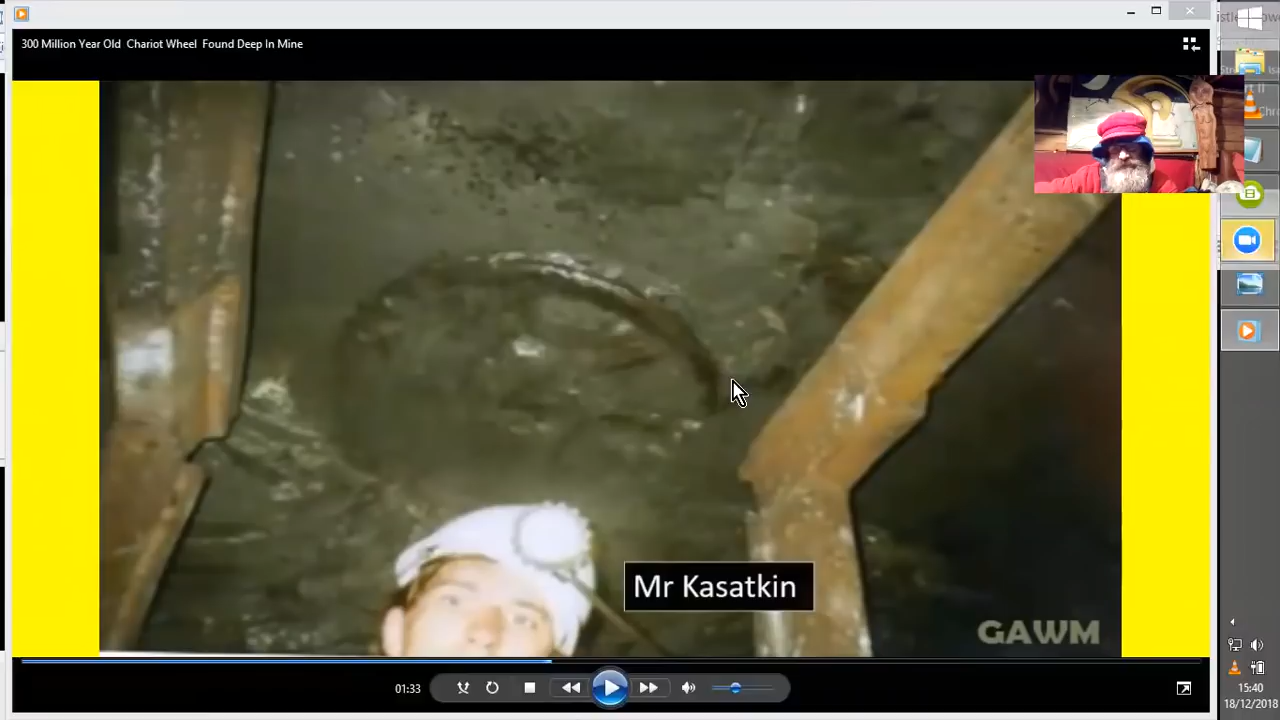 300 Million Year Old Chariot Wheel Found Deep In Mine
Mr Kasatkin
GAWM
01:33
15:40
18/12/2018